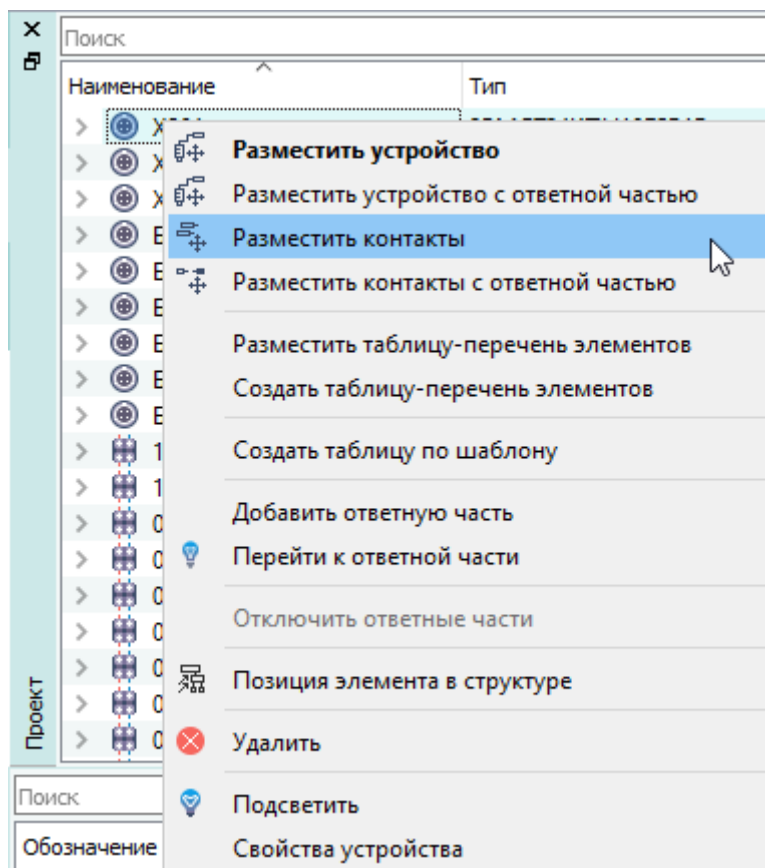 Поиск
Наименование
Тип
Разместить устройство
Разместить устройство с ответной частью
Разместить контакты
Разместить контакты с ответной частью
Разместить таблицу-перечень элементов
Создать таблицу-перечень элементов
Создать таблицу по шаблону
Добавить ответную часть
Перейти к ответной части
Отключить ответные части
Позиция элемента в структуре
Удалить
Подсветить
Свойства устройства
Проект
Поиск
Обозначение